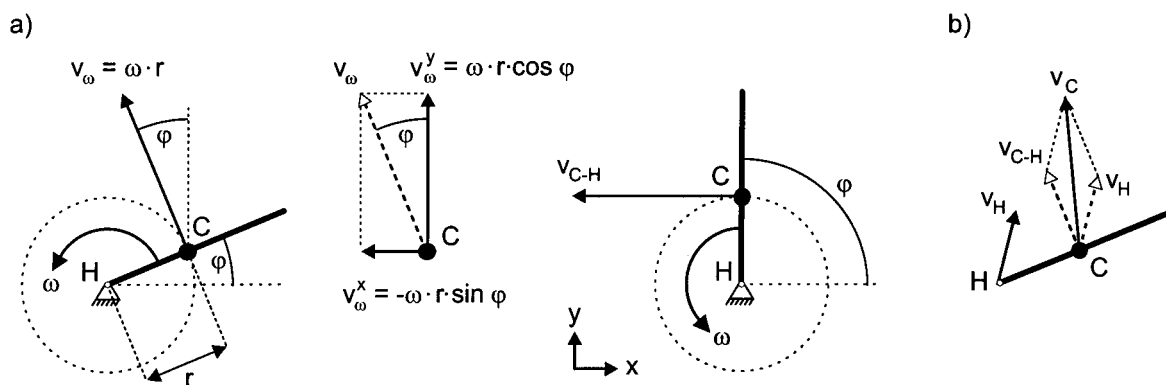 a)
v_ω = ω · r
φ
C
φ
H
ω
r
v_ω
v_ω^y = ω · r · cos φ
φ
C
v_ω^x = -ω · r · sin φ
v_C-H
C
φ
H
ω
y
x
b)
v_C
v_C-H
v_H
v_H
H
C